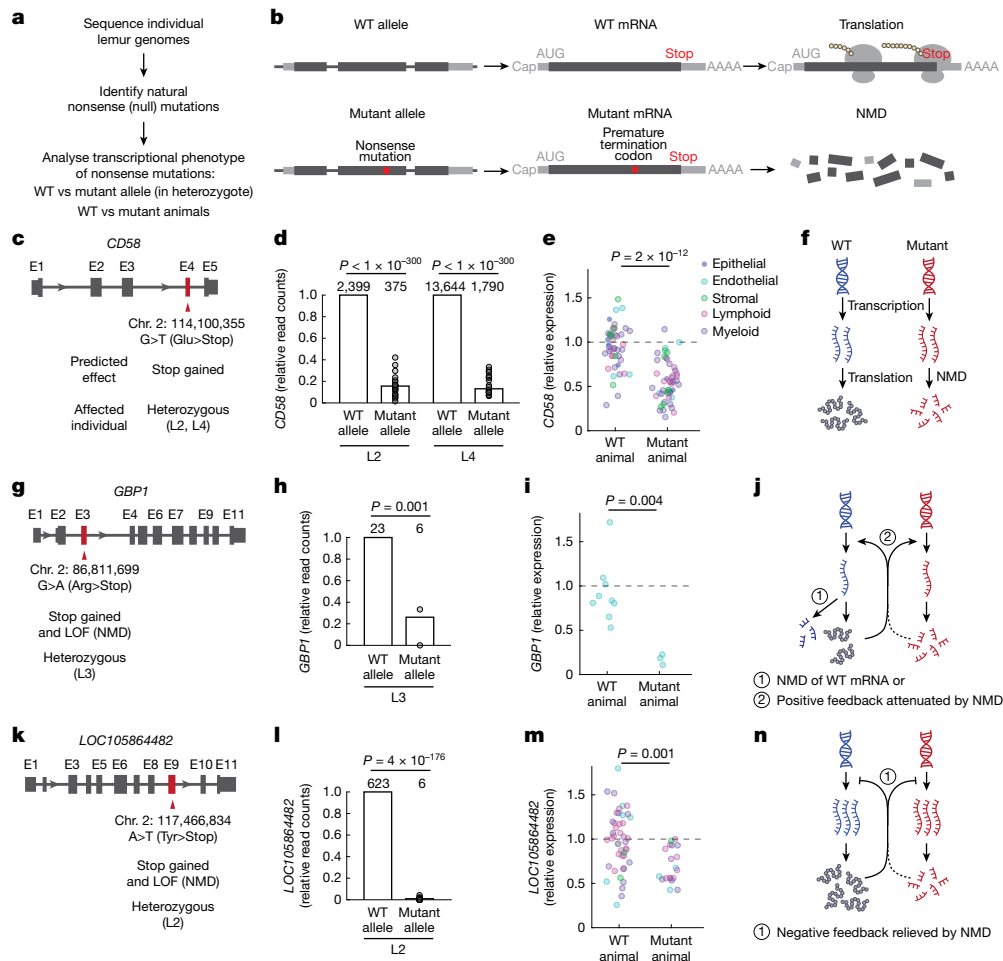 a
Sequence individual
lemur genomes
Identify natural
nonsense (null) mutations
Analyse transcriptional phenotype
of nonsense mutations:
WT vs mutant allele (in heterozygote)
WT vs mutant animals
b
WT allele
WT mRNA
Translation
AUG
Stop
Cap
AAAA
AUG
Stop
Cap
AAAA
Mutant allele
Mutant mRNA
NMD
Nonsense
mutation
Premature
termination
codon
AUG
Stop
Cap
AAAA
c
CD58
E1 E2 E3 E4 E5
Chr. 2: 114,100,355
G>T (Glu>Stop)
Predicted
effect
Stop gained
Affected
individual
Heterozygous
(L2, L4)
d
P < 1 × 10⁻³⁰⁰ P < 1 × 10⁻³⁰⁰
2,399 375 13,644 1,790
CD58 (relative read counts)
1.0
0.8
0.6
0.4
0.2
0
WT
allele
Mutant
allele
WT
allele
Mutant
allele
L2 L4
e
P = 2 × 10⁻¹²
CD58 (relative expression)
1.5
1.0
0.5
0
WT
animal
Mutant
animal
Epithelial
Endothelial
Stromal
Lymphoid
Myeloid
f
WT Mutant
Transcription
Translation
NMD
g
GBP1
E1 E2 E3 E4 E6 E7 E9 E11
Chr. 2: 86,811,699
G>A (Arg>Stop)
Stop gained
and LOF (NMD)
Heterozygous
(L3)
h
P = 0.001
23 6
GBP1 (relative read counts)
1.0
0.8
0.6
0.4
0.2
0
WT
allele
Mutant
allele
L3
i
P = 0.004
GBP1 (relative expression)
1.5
1.0
0.5
0
WT
animal
Mutant
animal
j
2
1
1 NMD of WT mRNA or
2 Positive feedback attenuated by NMD
k
LOC105864482
E1 E3 E5 E6 E8 E9 E10 E11
Chr. 2: 117,466,834
A>T (Tyr>Stop)
Stop gained
and LOF (NMD)
Heterozygous
(L2)
l
P = 4 × 10⁻¹⁷⁶
623 6
LOC105864482
(relative read counts)
1.0
0.8
0.6
0.4
0.2
0
WT
allele
Mutant
allele
L2
m
P = 0.001
LOC105864482
(relative expression)
1.5
1.0
0.5
0
WT
animal
Mutant
animal
n
1
1 Negative feedback relieved by NMD